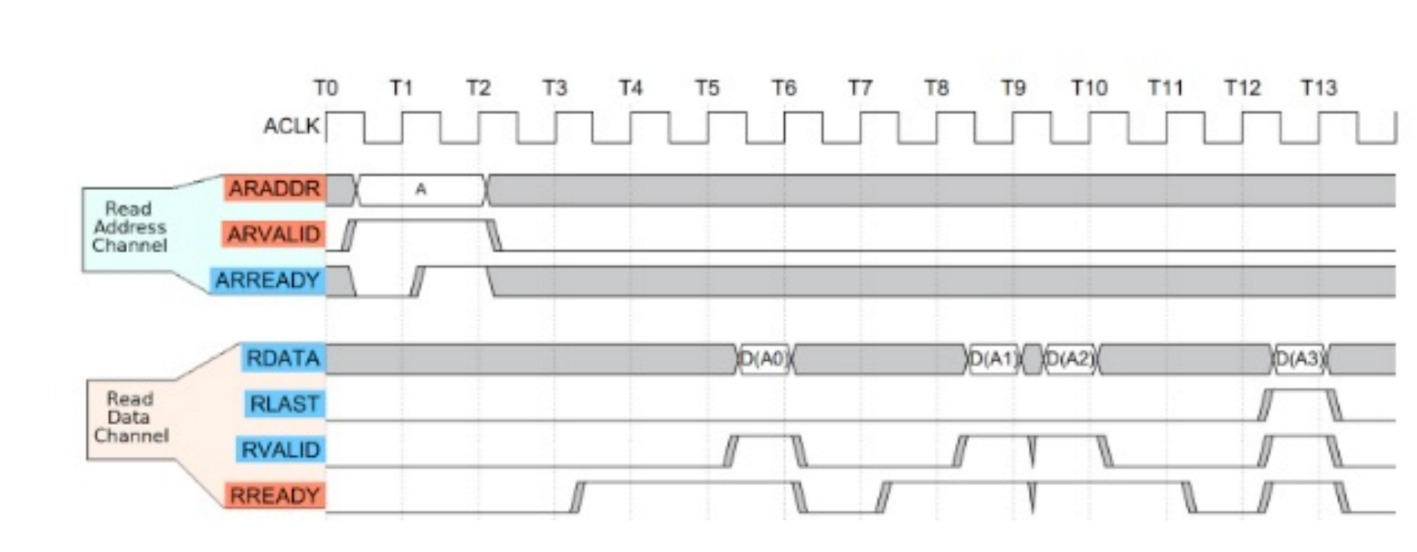 T0 T1 T2 T3 T4 T5 T6 T7 T8 T9 T10 T11 T12 T13
ACLK
Read
Address
Channel
ARADDR A
ARVALID
ARREADY
Read
Data
Channel
RDATA D(A0) D(A1) D(A2) D(A3)
RLAST
RVALID
RREADY